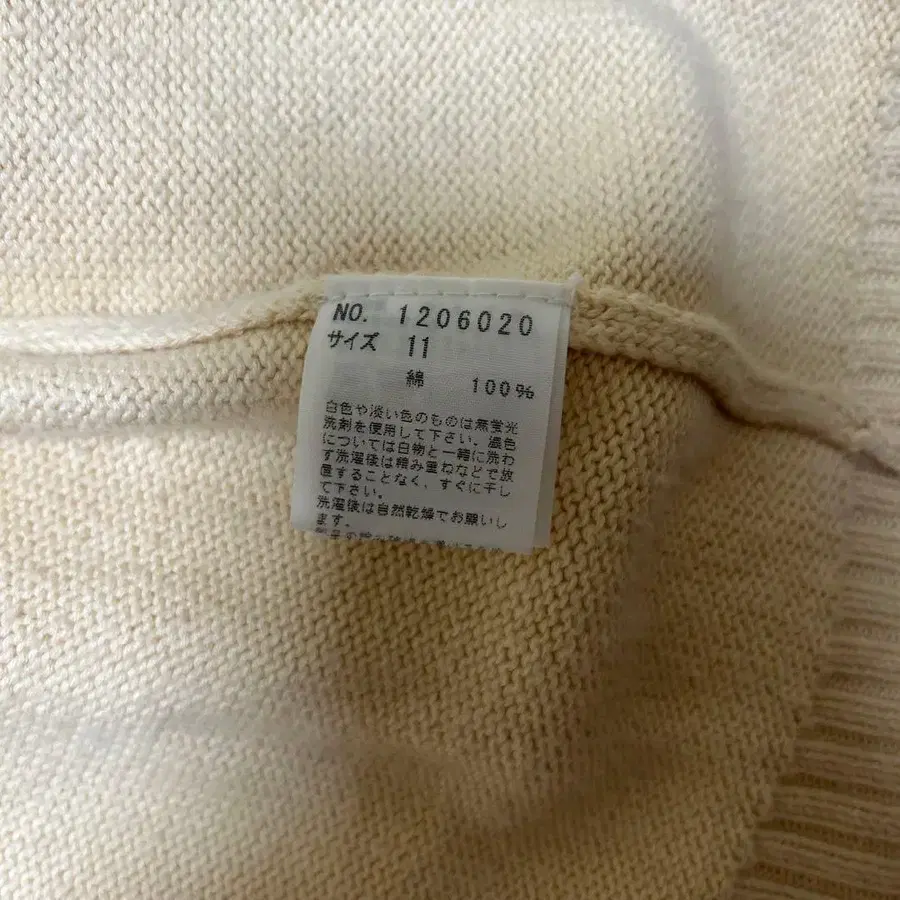 NO. 1206020
サイズ 11
綿 100%
白色や淡い色のものは無蛍光
洗剤を使用して下さい。濃色
については白物と一緒に洗わ
ず洗濯後は積み重ねなどで放
置することなく、すぐに干し
て下さい。
洗濯後は自然乾燥でお願いし
ます。